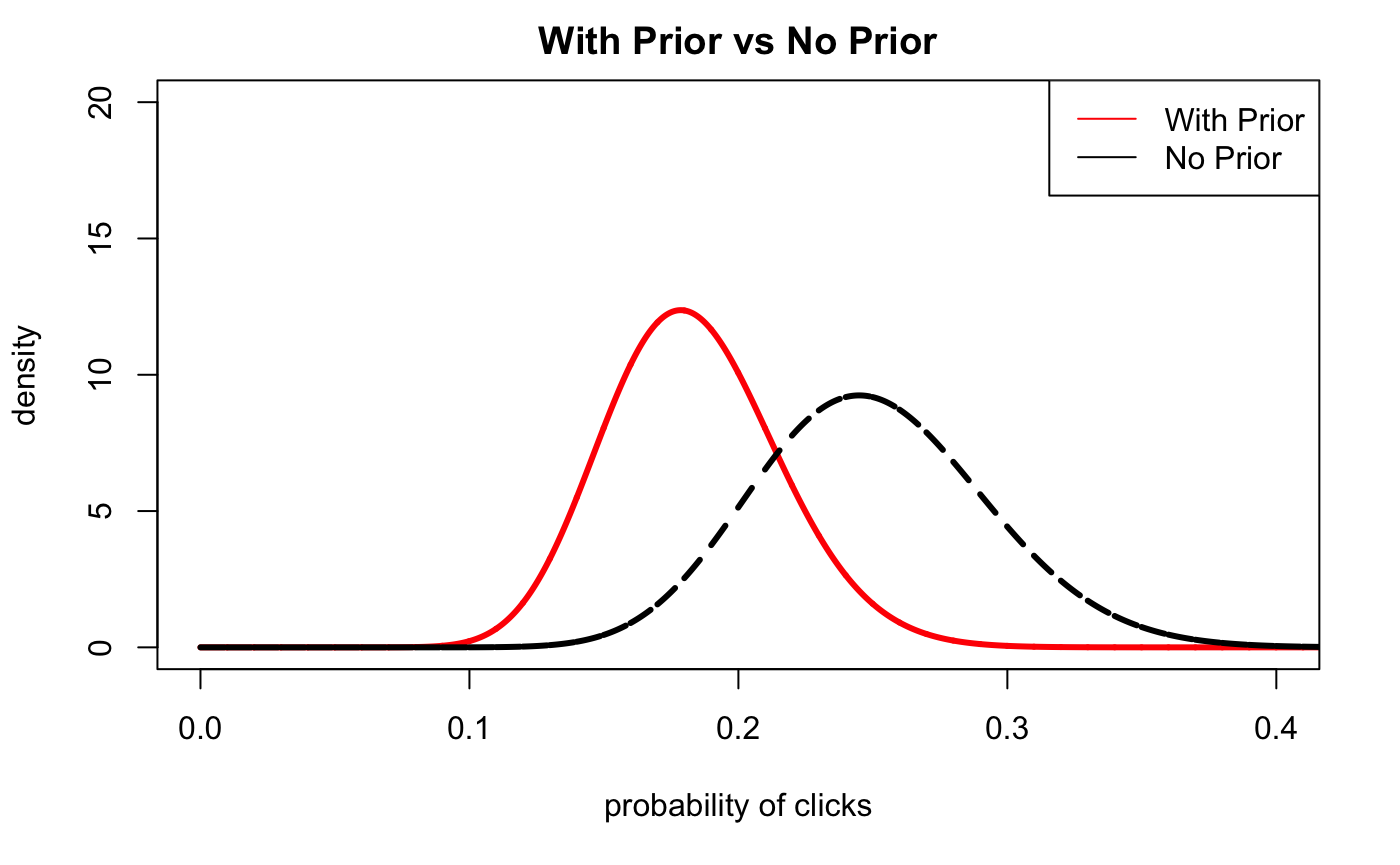 With Prior vs No Prior
With Prior
No Prior
density
20
15
10
5
0
0.0 0.1 0.2 0.3 0.4
probability of clicks